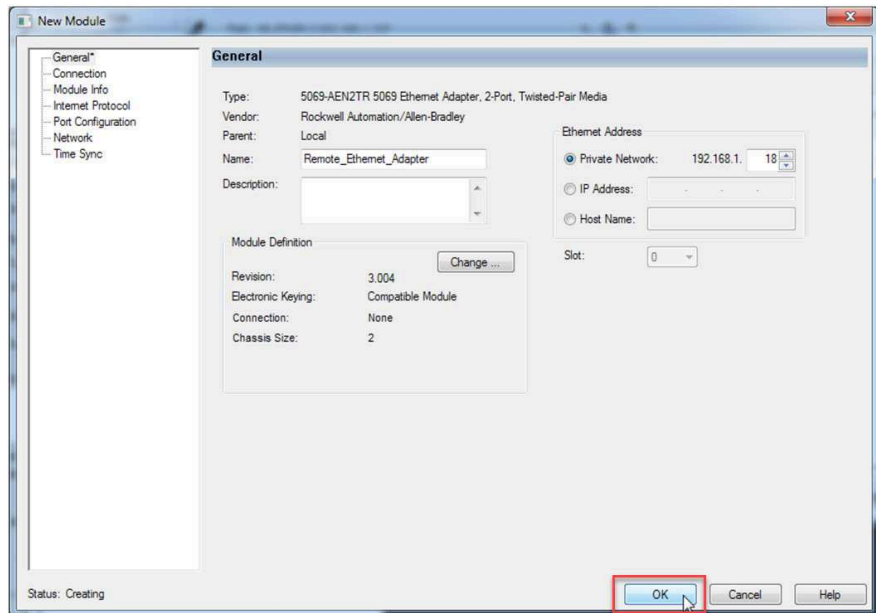 New Module
General*
Connection
Module Info
Internet Protocol
Port Configuration
Network
Time Sync
General
Type: 5069-AEN2TR 5069 Ethernet Adapter, 2-Port, Twisted-Pair Media
Vendor: Rockwell Automation/Allen-Bradley
Parent: Local
Name: Remote_Ethernet_Adapter
Description:
Ethernet Address
Private Network: 192.168.1. 18
IP Address:
Host Name:
Slot: 0
Module Definition
Change ...
Revision: 3.004
Electronic Keying: Compatible Module
Connection: None
Chassis Size: 2
Status: Creating
OK Cancel Help